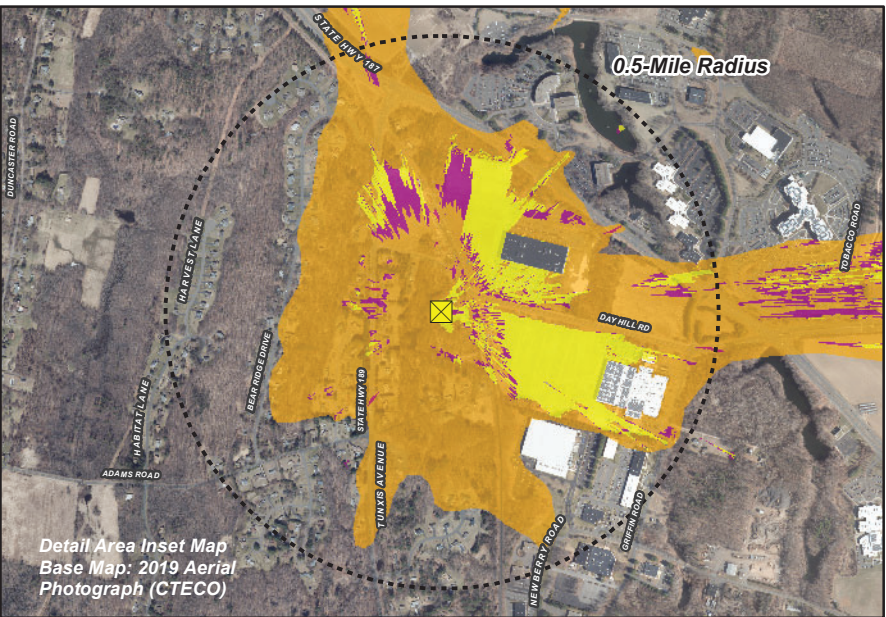 STATE HWY 187
0.5-Mile Radius
DUNCASTER ROAD
HARVEST LANE
TOBACCO ROAD
DAY HILL RD
BEAR RIDGE DRIVE
STATE HWY 189
HABITAT LANE
TUNXIS AVENUE
ADAMS ROAD
GRIFFIN ROAD
NEWBERRY ROAD
Detail Area Inset Map
Base Map: 2019 Aerial
Photograph (CTECO)